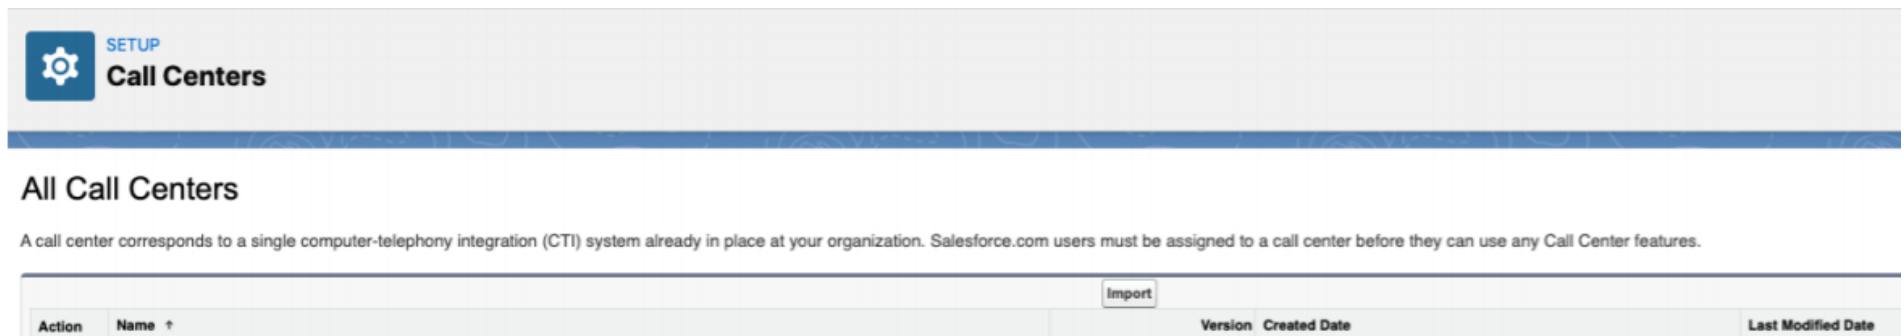 SETUP
Call Centers
All Call Centers
A call center corresponds to a single computer-telephony integration (CTI) system already in place at your organization. Salesforce.com users must be assigned to a call center before they can use any Call Center features.
Import
Action Name ↑ Version Created Date Last Modified Date